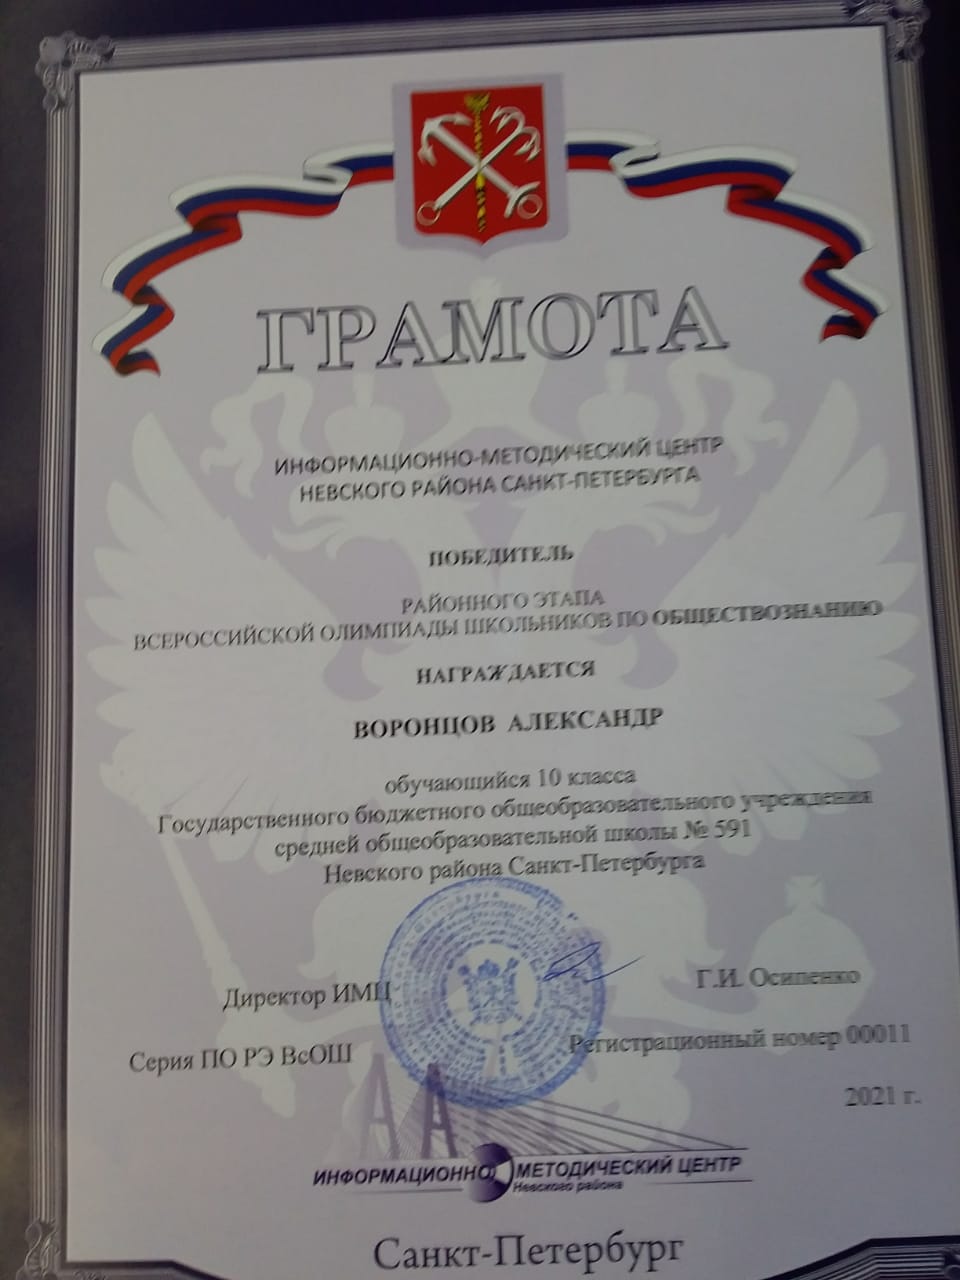 ГРАМОТА
ИНФОРМАЦИОННО-МЕТОДИЧЕСКИЙ ЦЕНТР
НЕВСКОГО РАЙОНА САНКТ-ПЕТЕРБУРГА
ПОБЕДИТЕЛЬ
РАЙОННОГО ЭТАПА
ВСЕРОССИЙСКОЙ ОЛИМПИАДЫ ШКОЛЬНИКОВ ПО ОБЩЕСТВОЗНАНИЮ
НАГРАЖДАЕТСЯ
ВОРОНЦОВ АЛЕКСАНДР
обучающийся 10 класса
Государственного бюджетного общеобразовательного учреждения
средней общеобразовательной школы № 591
Невского района Санкт-Петербурга
Директор ИМЦ Г.И. Осипенко
Серия ПО РЭ ВсОШ Регистрационный номер 00011
2021 г.
ИНФОРМАЦИОННО МЕТОДИЧЕСКИЙ ЦЕНТР
Невского района
Санкт-Петербург